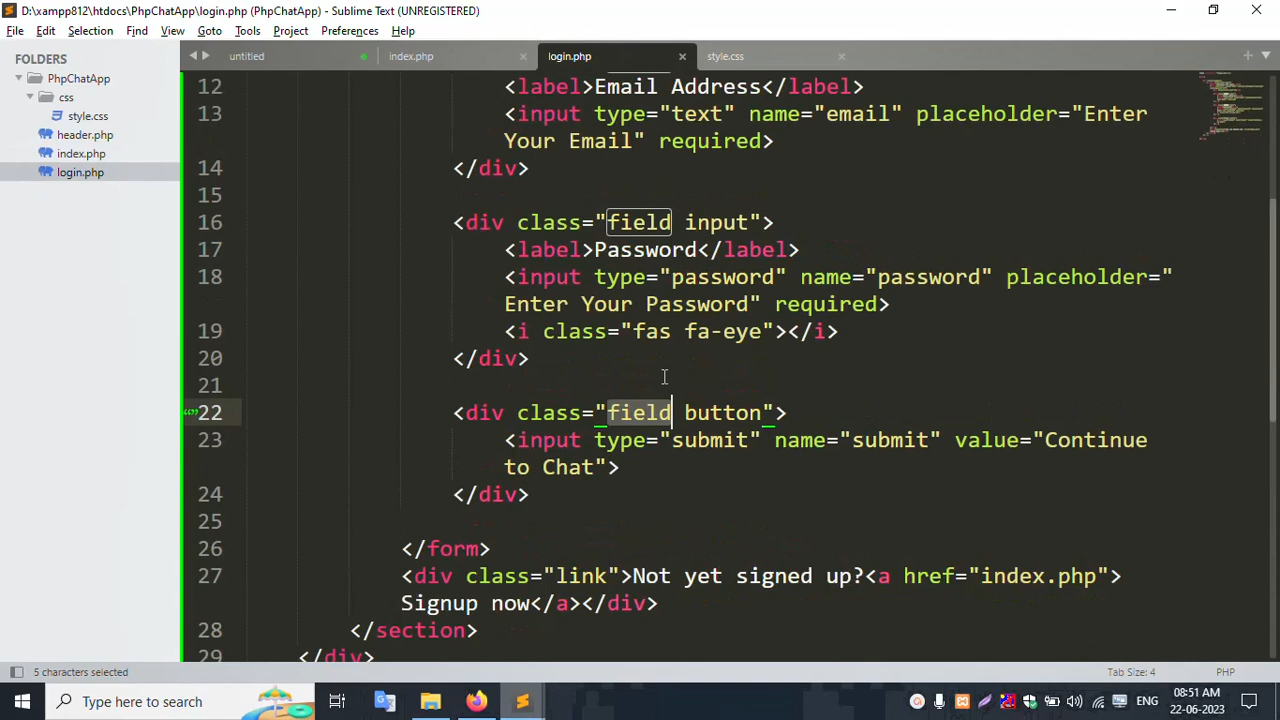 D:\xampp812\htdocs\PhpChatApp\login.php (PhpChatApp) - Sublime Text (UNREGISTERED)
File Edit Selection Find View Goto Tools Project Preferences Help
FOLDERS
PhpChatApp
css
style.css
header.php
index.php
login.php
untitled index.php login.php style.css
12 <label>Email Address</label>
13 <input type="text" name="email" placeholder="Enter
Your Email" required>
14 </div>
15
16 <div class="field input">
17 <label>Password</label>
18 <input type="password" name="password" placeholder="
Enter Your Password" required>
19 <i class="fas fa-eye"></i>
20 </div>
21
22 <div class="field button">
23 <input type="submit" name="submit" value="Continue
to Chat">
24 </div>
25
26 </form>
27 <div class="link">Not yet signed up?<a href="index.php">
Signup now</a></div>
28 </section>
29 </div>
5 characters selected Tab Size: 4 PHP
Type here to search ENG 08:51 AM
22-06-2023